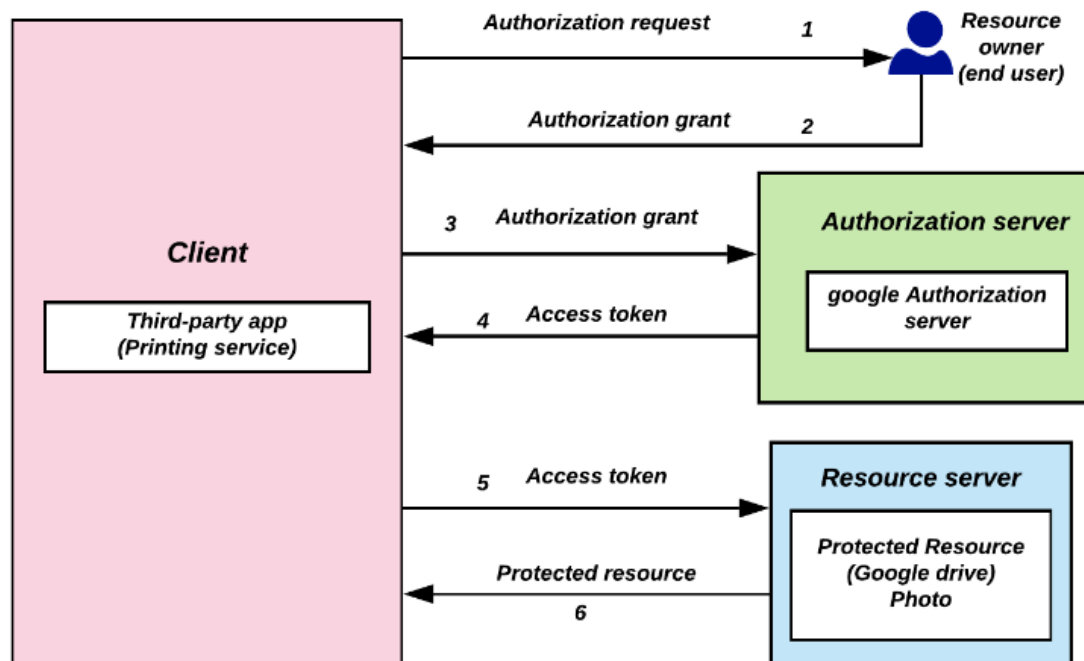 Authorization request
1
Resource
owner
(end user)
Authorization grant
2
3
Authorization grant
Authorization server
Client
google Authorization
server
Third-party app
(Printing service)
4
Access token
5
Access token
Resource server
Protected Resource
(Google drive)
Photo
Protected resource
6